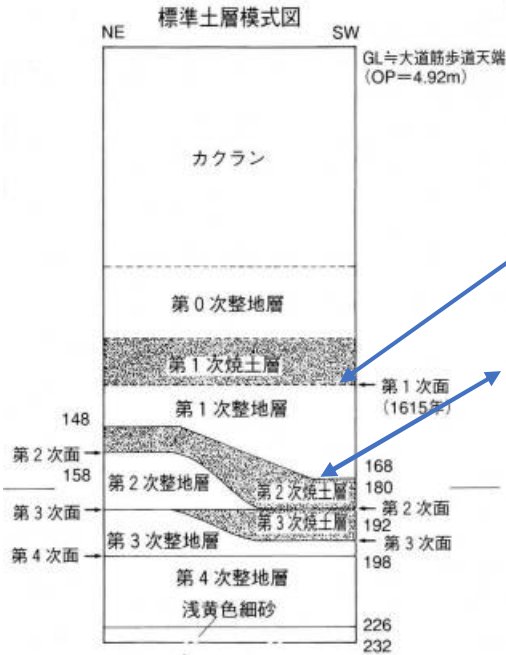 標準土層模式図
NE
SW
GL≒大道筋歩道天端
(OP＝4.92m)
カクラン
第０次整地層
第１次焼土層
第１次面
(1615年)
第１次整地層
148
第２次面
158
168
180
第２次整地層
第２次焼土層
第２次面
192
第３次面
第３次焼土層
第３次整地層
第３次面
第４次面
198
第４次整地層
浅黄色細砂
226
232